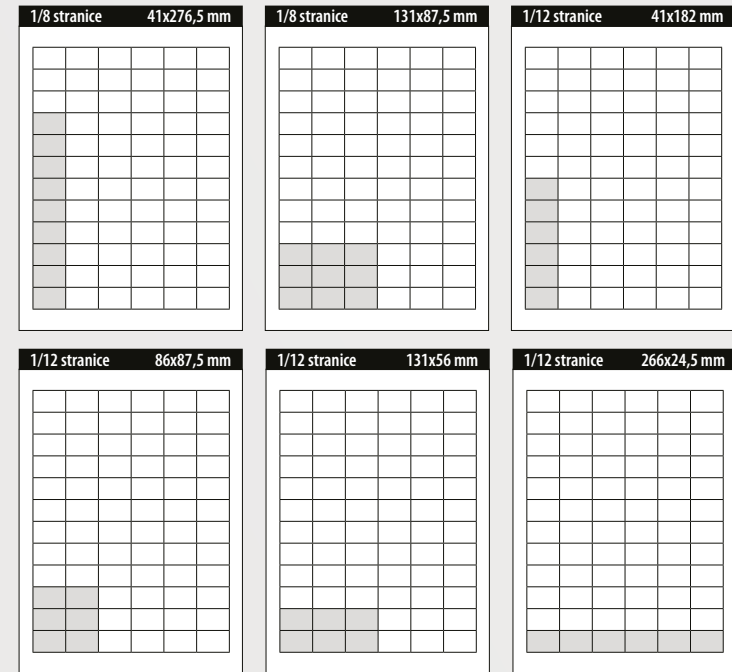 1/8 stranice 41x276,5 mm
1/8 stranice 131x87,5 mm
1/12 stranice 41x182 mm
1/12 stranice 86x87,5 mm
1/12 stranice 131x56 mm
1/12 stranice 266x24,5 mm